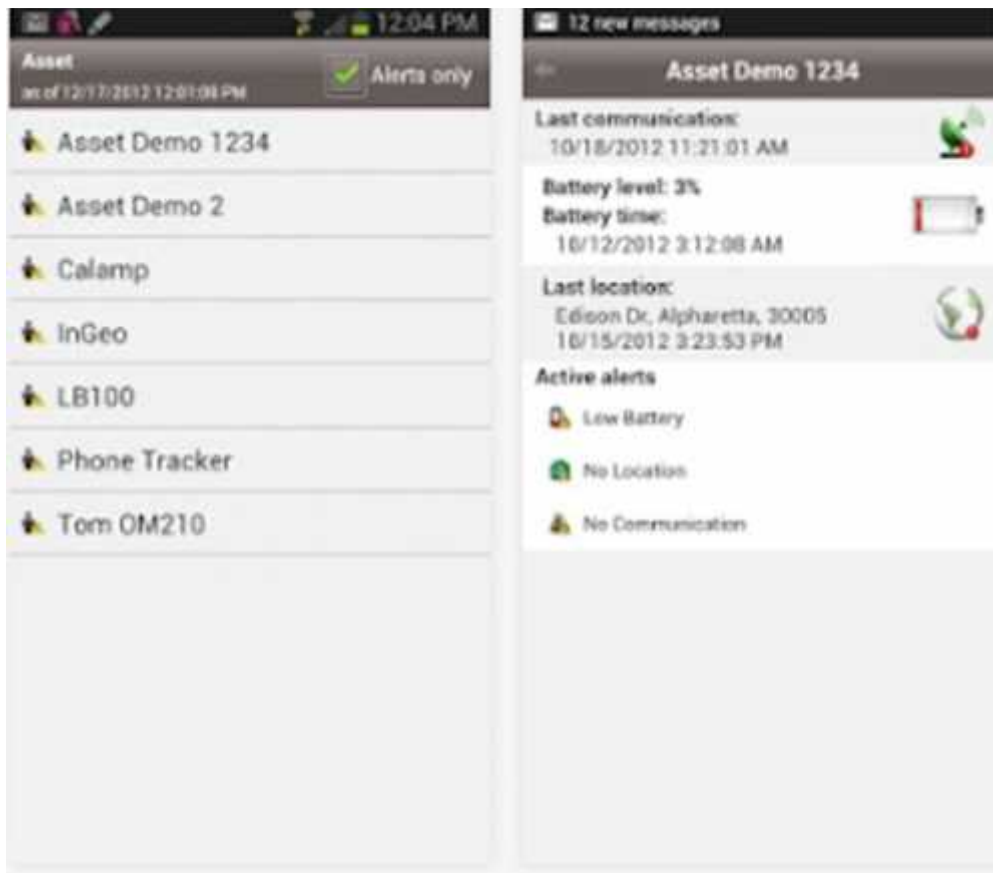 12:04 PM
Asset
as of 12/17/2012 12:01:08 PM
Alerts only
Asset Demo 1234
Asset Demo 2
Calamp
InGeo
LB100
Phone Tracker
Tom OM210
12 new messages
Asset Demo 1234
Last communication:
10/18/2012 11:21:01 AM
Battery level: 3%
Battery time:
10/12/2012 3:12:08 AM
Last location:
Edison Dr, Alpharetta, 30005
10/15/2012 3:23:53 PM
Active alerts
Low Battery
No Location
No Communication